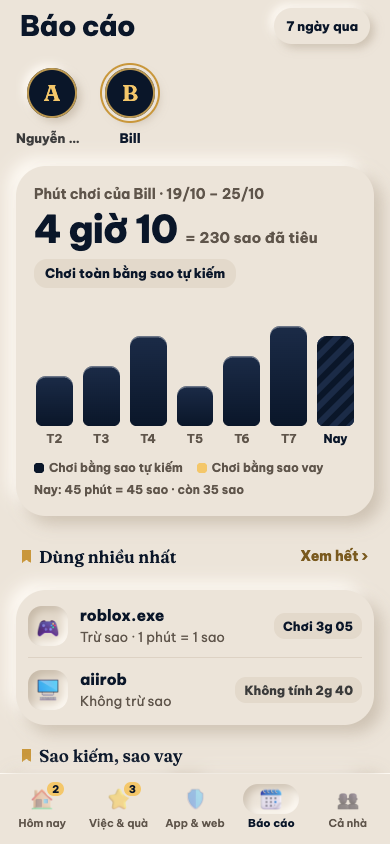 Báo cáo
7 ngày qua
A
B
Nguyễn ...
Bill
Phút chơi của Bill · 19/10 – 25/10
4 giờ 10 = 230 sao đã tiêu
Chơi toàn bằng sao tự kiếm
T2 T3 T4 T5 T6 T7 Nay
Chơi bằng sao tự kiếm Chơi bằng sao vay
Nay: 45 phút = 45 sao · còn 35 sao
Dùng nhiều nhất
Xem hết ›
roblox.exe
Trừ sao · 1 phút = 1 sao
Chơi 3g 05
aiirob
Không trừ sao
Không tính 2g 40
Sao kiếm, sao vay
2
3
Hôm nay
Việc & quà
App & web
Báo cáo
Cả nhà